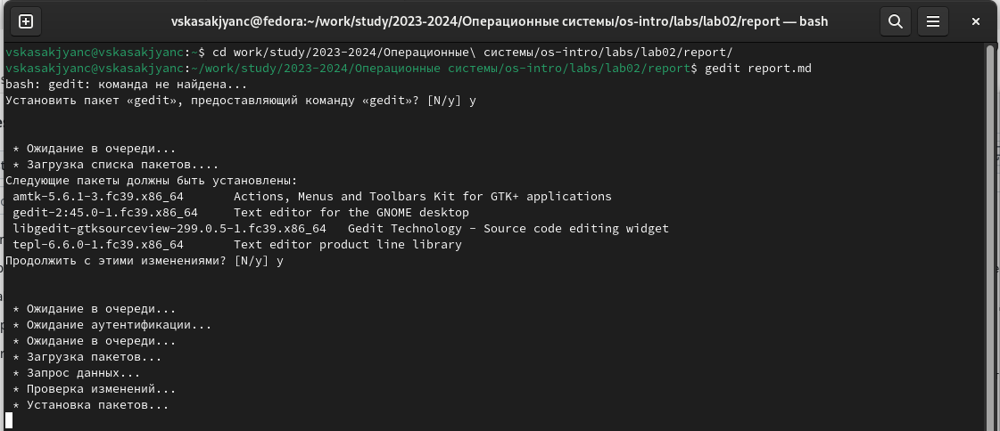 vskasakjyanc@fedora:~/work/study/2023-2024/Операционные системы/os-intro/labs/lab02/report — bash
vskasakjyanc@vskasakjyanc:~$ cd work/study/2023-2024/Операционные\ системы/os-intro/labs/lab02/report/
vskasakjyanc@vskasakjyanc:~/work/study/2023-2024/Операционные системы/os-intro/labs/lab02/report$ gedit report.md
bash: gedit: команда не найдена...
Установить пакет «gedit», предоставляющий команду «gedit»? [N/y] y
* Ожидание в очереди...
* Загрузка списка пакетов....
Следующие пакеты должны быть установлены:
amtk-5.6.1-3.fc39.x86_64 Actions, Menus and Toolbars Kit for GTK+ applications
gedit-2:45.0-1.fc39.x86_64 Text editor for the GNOME desktop
libgedit-gtksourceview-299.0.5-1.fc39.x86_64 Gedit Technology - Source code editing widget
tepl-6.6.0-1.fc39.x86_64 Text editor product line library
Продолжить с этими изменениями? [N/y] y
* Ожидание в очереди...
* Ожидание аутентификации...
* Ожидание в очереди...
* Загрузка пакетов...
* Запрос данных...
* Проверка изменений...
* Установка пакетов...